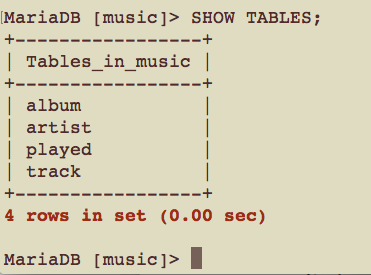 MariaDB [music]> SHOW TABLES;
+-----------------+
| Tables_in_music |
+-----------------+
| album           |
| artist          |
| played          |
| track           |
+-----------------+
4 rows in set (0.00 sec)
MariaDB [music]>